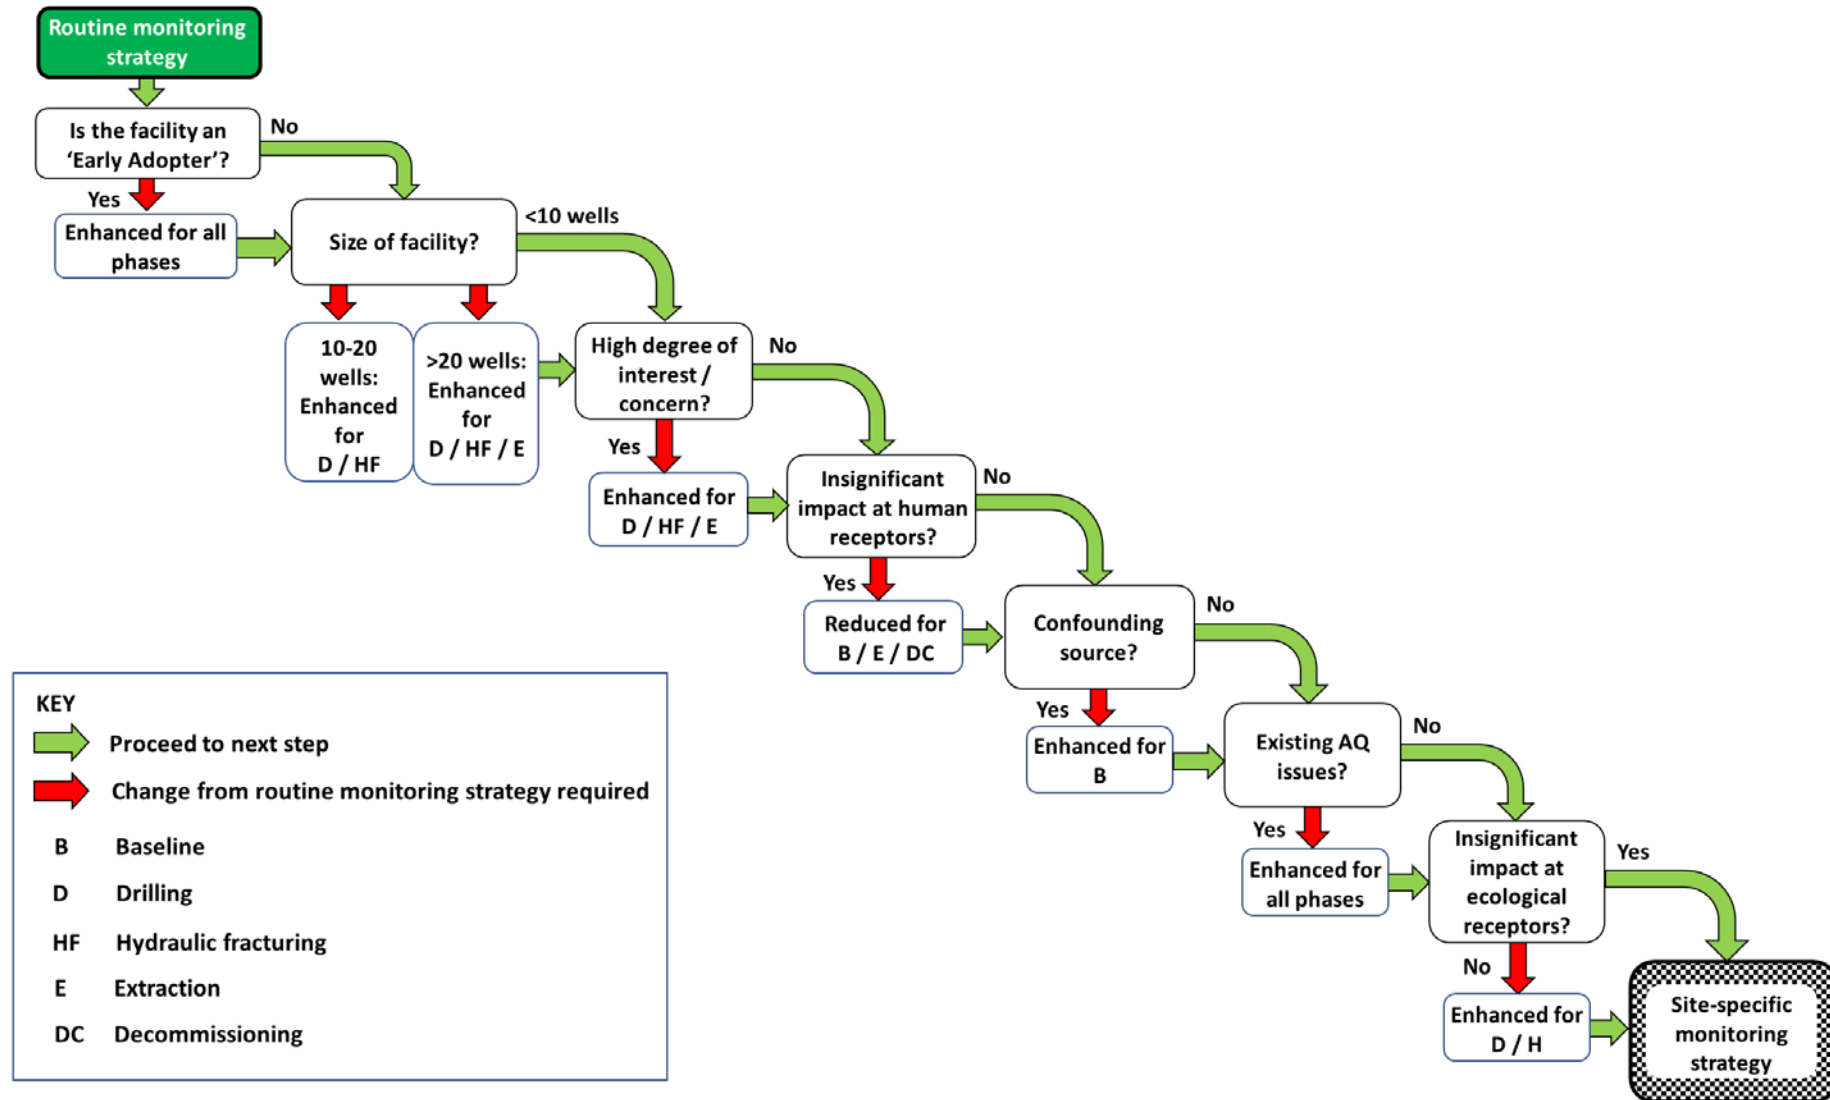 Routine monitoring
strategy
Is the facility an
‘Early Adopter’?
No
Yes
Enhanced for all
phases
Size of facility?
<10 wells
10-20
wells:
Enhanced
for
D / HF
>20 wells:
Enhanced
for
D / HF / E
High degree of
interest /
concern?
No
Yes
Enhanced for
D / HF / E
Insignificant
impact at human
receptors?
No
Yes
Reduced for
B / E / DC
Confounding
source?
No
Yes
Enhanced for
B
Existing AQ
issues?
No
Yes
Enhanced for
all phases
Insignificant
impact at
ecological
receptors?
Yes
No
Enhanced for
D / H
Site-specific
monitoring
strategy
KEY
Proceed to next step
Change from routine monitoring strategy required
B Baseline
D Drilling
HF Hydraulic fracturing
E Extraction
DC Decommissioning